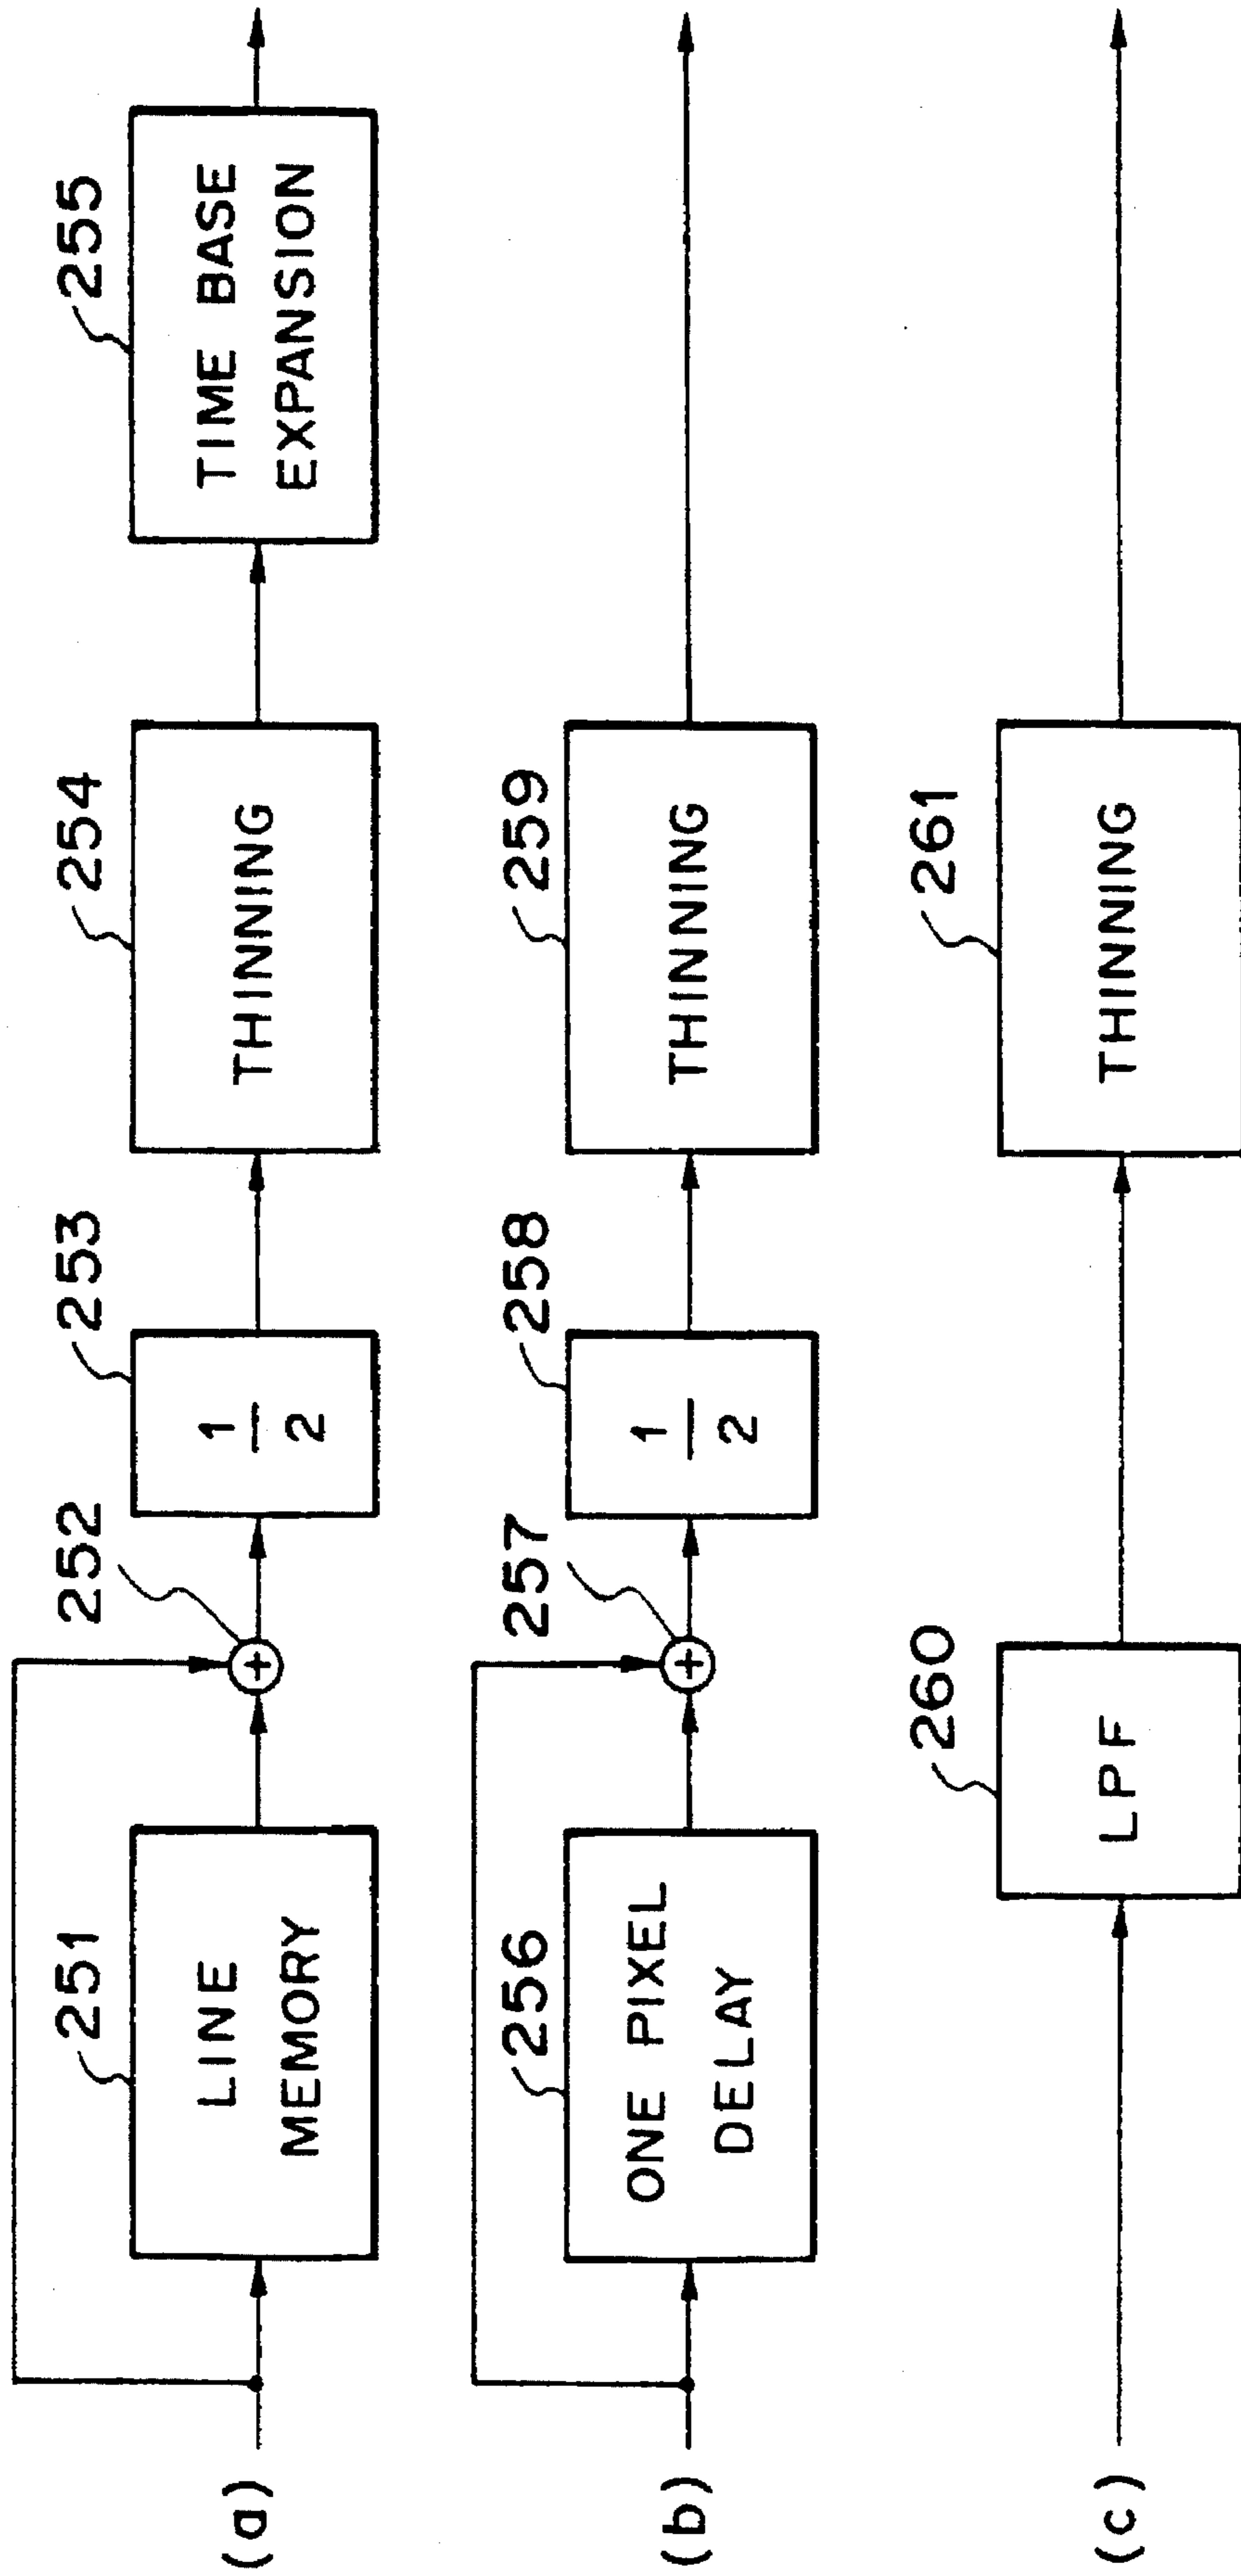 (a)
251
LINE
MEMORY
252
+
253
1
2
254
THINNING
255
TIME BASE
EXPANSION
(b)
256
ONE PIXEL
DELAY
257
+
258
1
2
259
THINNING
(c)
260
LPF
261
THINNING